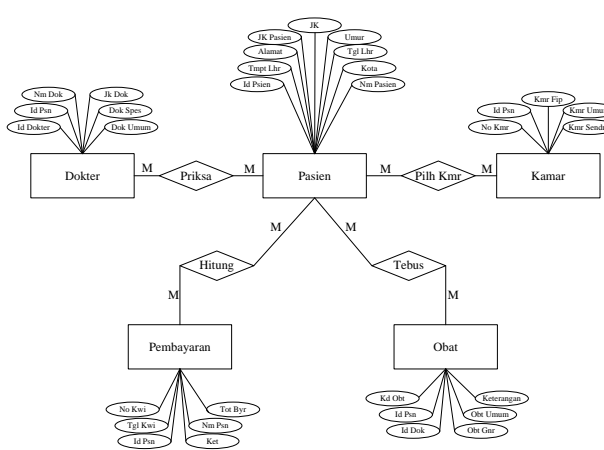 JK
JK Pasien
Umur
Alamat
Tgl Lhr
Tmpt Lhr
Kota
Id Psien
Nm Pasien
Nm Dok
Jk Dok
Id Psn
Dok Spes
Id Dokter
Dok Umum
Kmr Fip
Id Psn
Kmr Umu
No Kmr
Kmr Sendr
Dokter
M
Priksa
M
Pasien
M
Pilh Kmr
M
Kamar
M
M
Hitung
Tebus
M
M
Pembayaran
Obat
No Kwi
Tot Byr
Tgl Kwi
Nm Psn
Id Psn
Ket
Kd Obt
Keterangan
Id Psn
Obt Umum
Id Dok
Obt Gnr